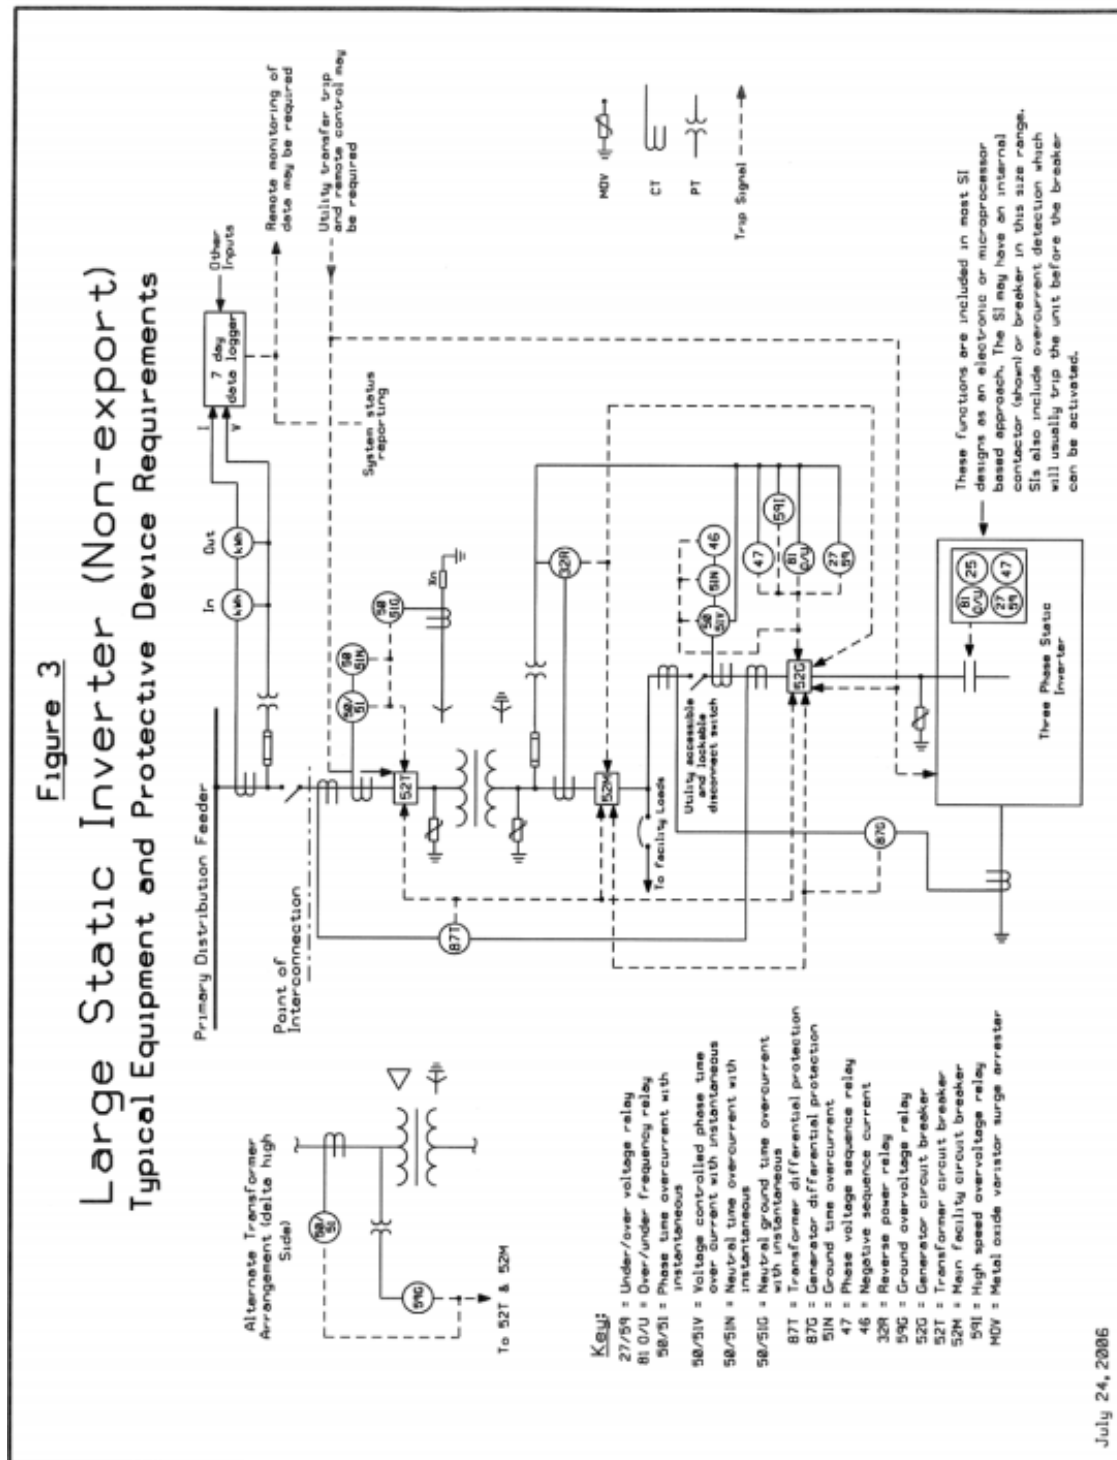 Figure 3
Large Static Inverter (Non-export)
Typical Equipment and Protective Device Requirements
Primary Distribution Feeder
In
Out
kWh
kWh
I
V
7 day
data logger
Other
Inputs
Remote monitoring of
data may be required
Utility transfer trip
and remote control may
be required
System status
reporting
Point of
Interconnection
50/
51
50
51N
50
51G
Xn
52T
87T
MOV
CT
PT
Trip Signal
32R
52M
To facility Loads
Utility accessible
and lockable
disconnect switch
50
51V
51N
46
47
59I
81
O/U
27
59
52G
87G
81
O/U
25
27
59
47
Three Phase Static
Inverter
These functions are included in most SI
designs as an electronic or microprocessor
based approach. The SI may have an internal
contactor (shown) or breaker in this size range.
SIs also include overcurrent detection which
will usually trip the unit before the breaker
can be activated.
Alternate Transformer
Arrangement (delta high
Side)
50/
51
59G
To 52T & 52M
Key:
27/59 = Under/over voltage relay
81 O/U = Over/under frequency relay
50/51 = Phase time overcurrent with
instantaneous
50/51V = Voltage controlled phase time
over current with instantaneous
50/51N = Neutral time overcurrent with
instantaneous
50/51G = Neutral ground time overcurrent
with instantaneous
87T = Transformer differential protection
87G = Generator differential protection
51N = Ground time overcurrent
47 = Phase voltage sequence relay
46 = Negative sequence current
32R = Reverse power relay
59G = Ground overvoltage relay
52G = Generator circuit breaker
52T = Transformer circuit breaker
52M = Main facility circuit breaker
59I = High speed overvoltage relay
MOV = Metal oxide varistor surge arrester
July 24, 2006